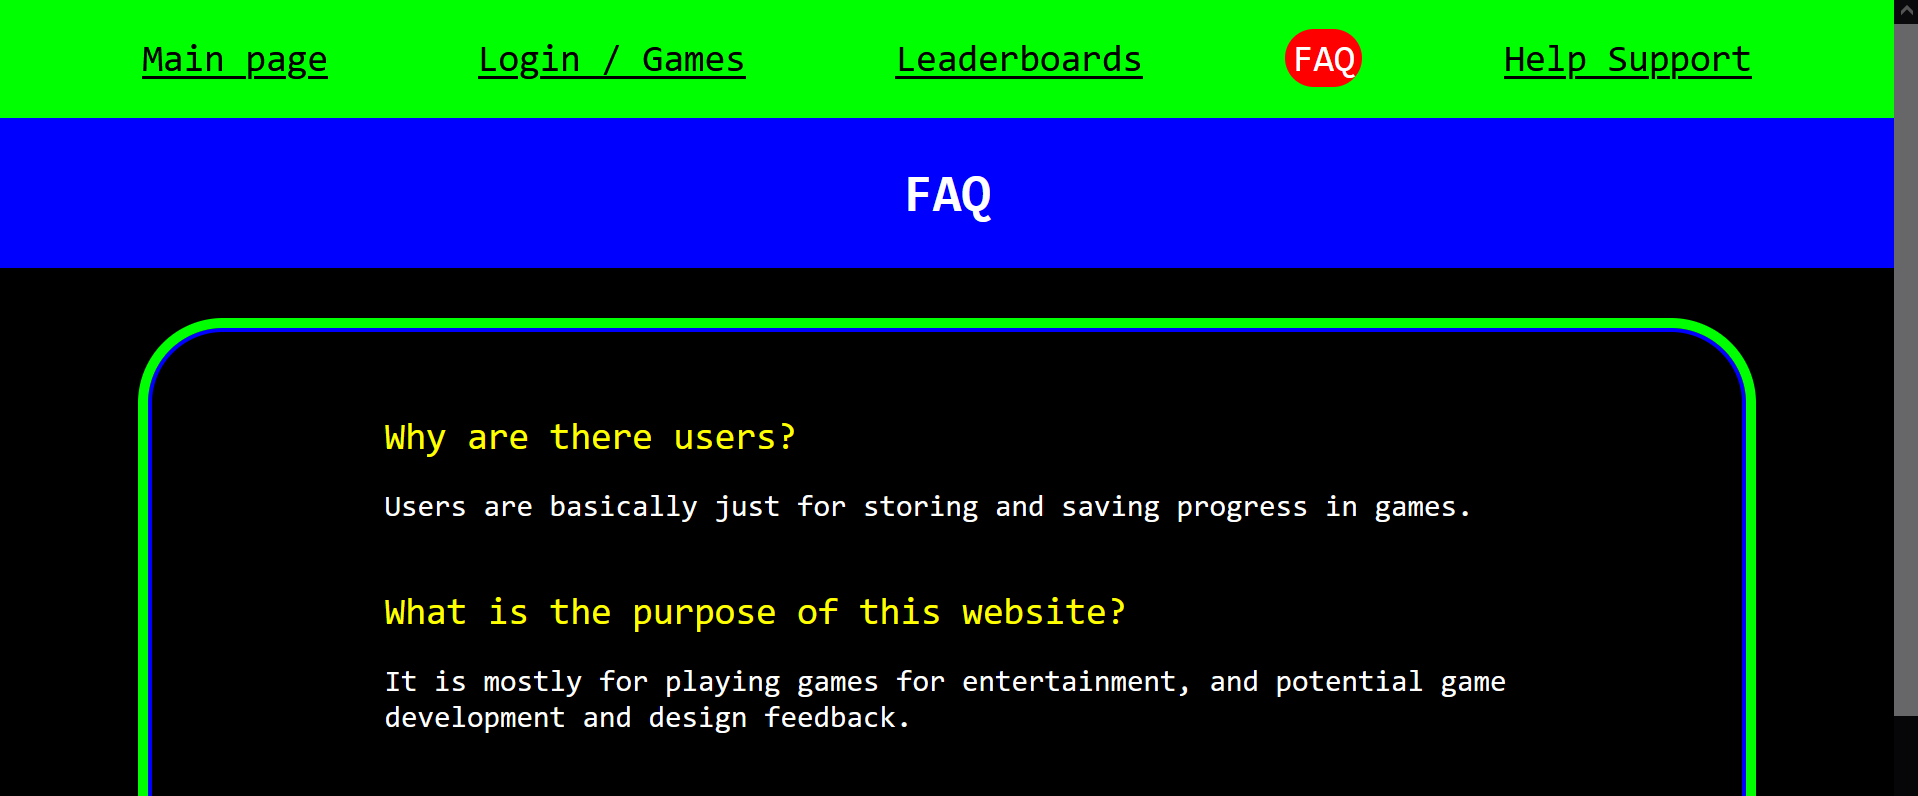 Main page Login / Games Leaderboards FAQ Help Support
FAQ
Why are there users?
Users are basically just for storing and saving progress in games.
What is the purpose of this website?
It is mostly for playing games for entertainment, and potential game
development and design feedback.